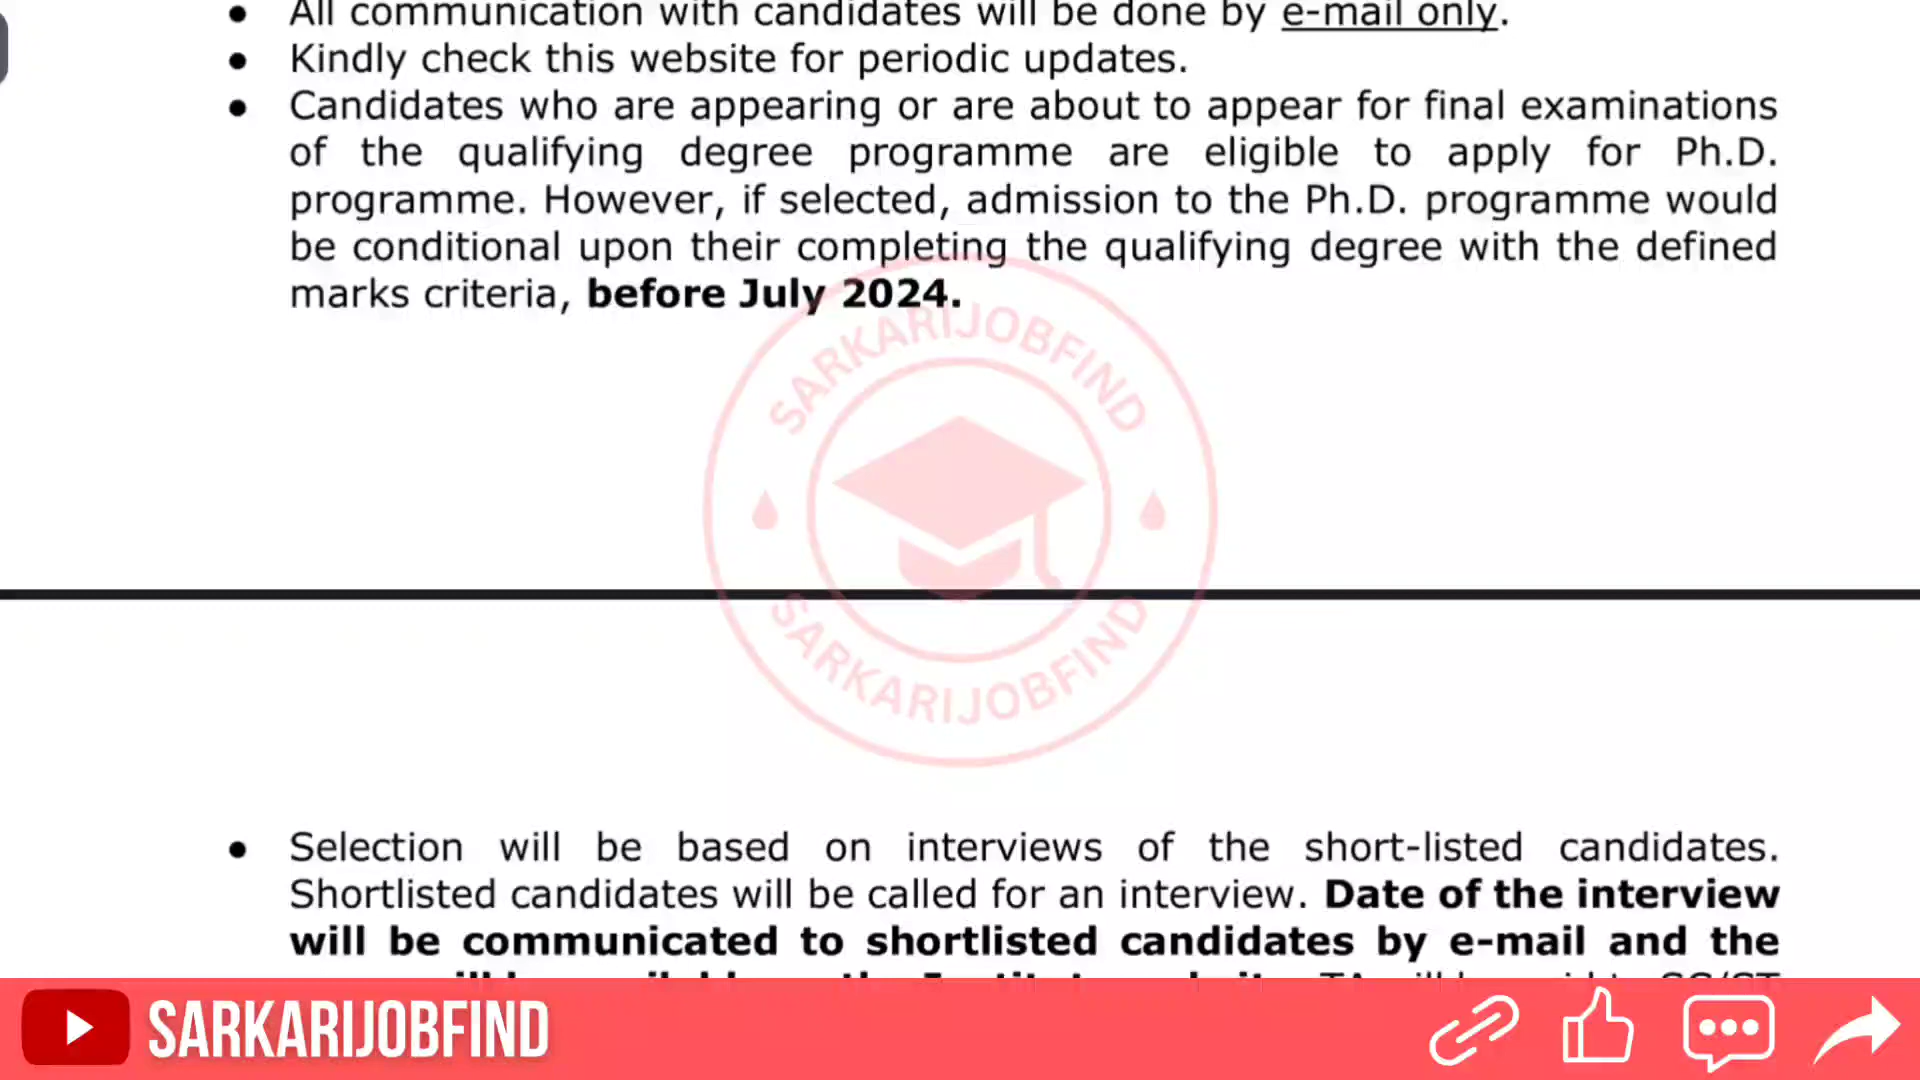 All communication with candidates will be done by e-mail only.
Kindly check this website for periodic updates.
Candidates who are appearing or are about to appear for final examinations
of the qualifying degree programme are eligible to apply for Ph.D.
programme. However, if selected, admission to the Ph.D. programme would
be conditional upon their completing the qualifying degree with the defined
marks criteria, before July 2024.
SARKARIJOBFIND
SARKARIJOBFIND
Selection will be based on interviews of the short-listed candidates.
Shortlisted candidates will be called for an interview. Date of the interview
will be communicated to shortlisted candidates by e-mail and the
SARKARIJOBFIND